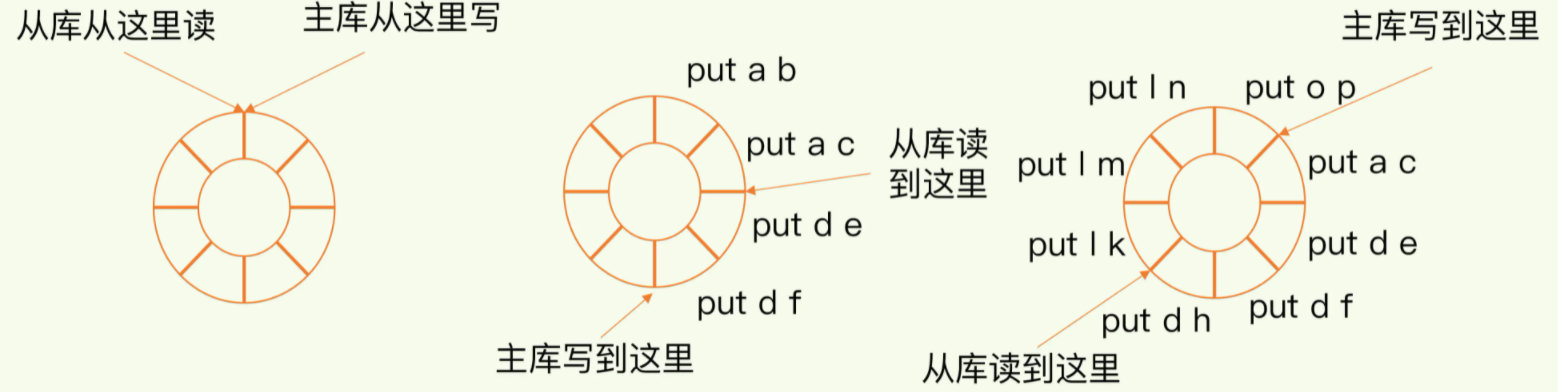 从库从这里读
主库从这里写
put a b
put a c
从库读
到这里
put d e
put d f
主库写到这里
主库写到这里
put l n
put o p
put l m
put a c
put l k
put d e
put d h
put d f
从库读到这里